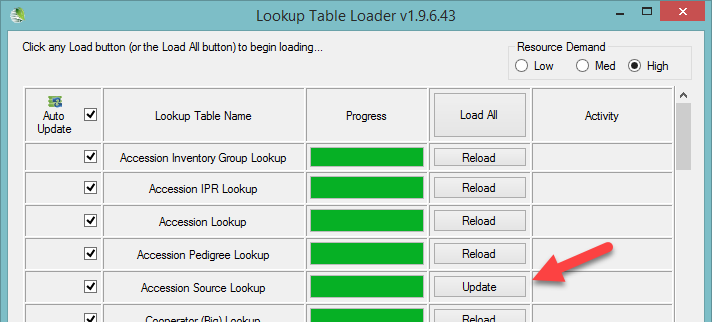 Lookup Table Loader v1.9.6.43
Click any Load button (or the Load All button) to begin loading...
Resource Demand
Low Med High
Auto Update Lookup Table Name Progress Load All Activity
Accession Inventory Group Lookup Reload
Accession IPR Lookup Reload
Accession Lookup Reload
Accession Pedigree Lookup Reload
Accession Source Lookup Update
Cooperator (Big) Lookup Reload